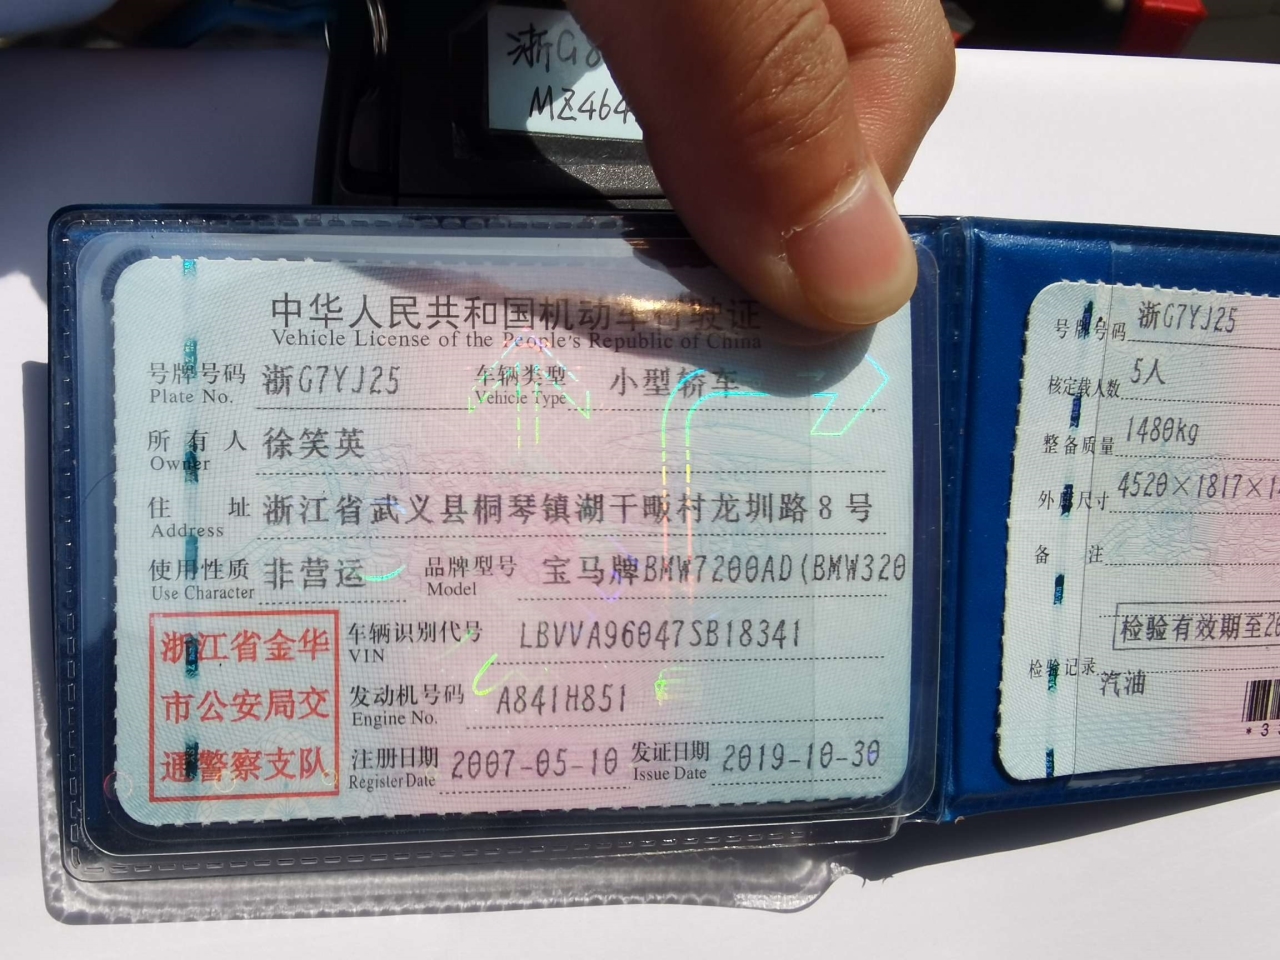 浙G8
MZ464
中华人民共和国机动车行驶证
Vehicle License of the People's Republic of China
号牌号码 浙G7YJ25 车辆类型 小型轿车
Plate No. Vehicle Type
所有人 徐笑英
Owner
住址 浙江省武义县桐琴镇湖干畈村龙圳路8号
Address
使用性质 非营运 品牌型号 宝马牌BMW7200AD(BMW320
Use Character Model
浙江省金华
市公安局交
通警察支队
车辆识别代号 LBVVA96047SB18341
VIN
发动机号码 A841H851
Engine No.
注册日期 2007-05-10 发证日期 2019-10-30
Register Date Issue Date
号牌号码 浙G7YJ25
核定载人数 5人
整备质量 1480kg
外廓尺寸 4520×1817×1
备注
检验有效期至20
检验记录
汽油
*3